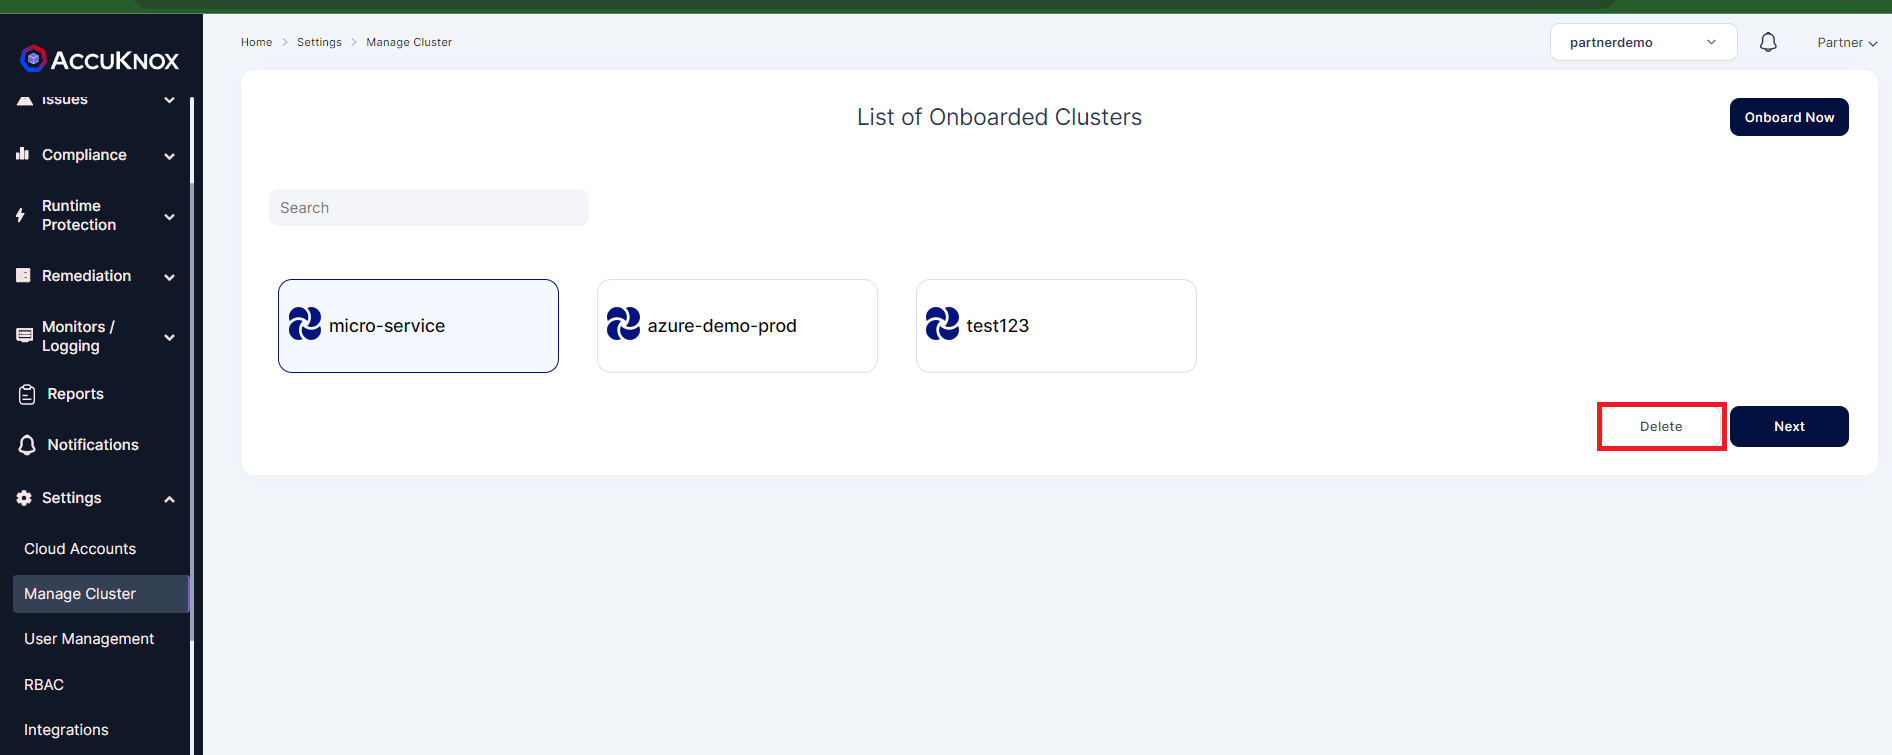 ACCUKNOX
Issues
Compliance
Runtime
Protection
Remediation
Monitors /
Logging
Reports
Notifications
Settings
Cloud Accounts
Manage Cluster
User Management
RBAC
Integrations
Home > Settings > Manage Cluster
partnerdemo
Partner
List of Onboarded Clusters
Onboard Now
Search
micro-service
azure-demo-prod
test123
Delete
Next